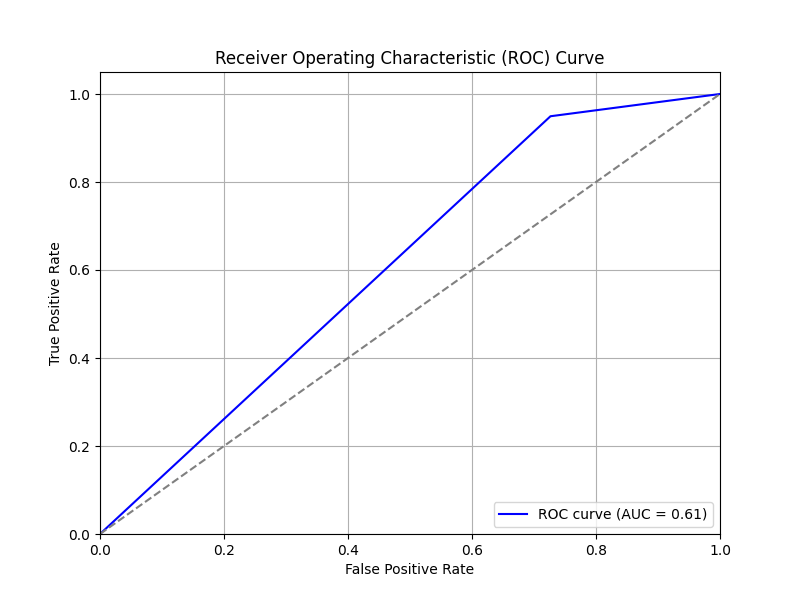 Receiver Operating Characteristic (ROC) Curve
1.0
0.8
0.6
0.4
0.2
0.0
True Positive Rate
ROC curve (AUC = 0.61)
0.0 0.2 0.4 0.6 0.8 1.0
False Positive Rate